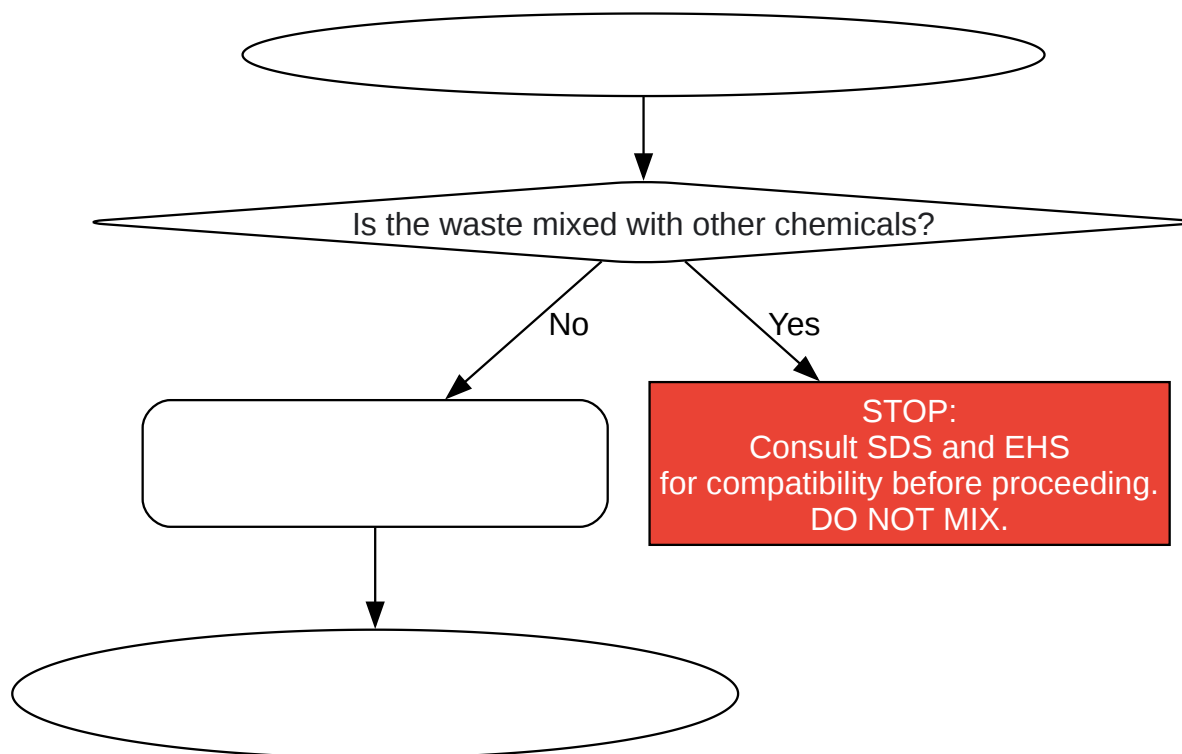 Is the waste mixed with other chemicals?
No
Yes
STOP:
Consult SDS and EHS
for compatibility before proceeding.
DO NOT MIX.